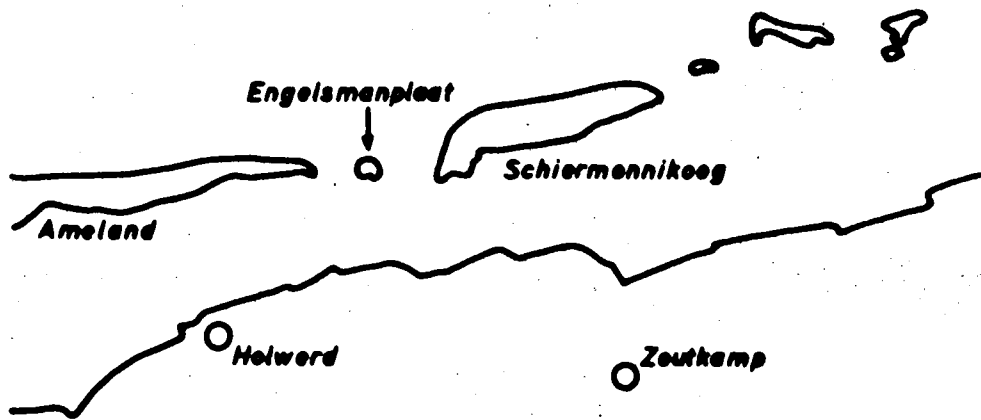 Engelsmanplaat
Schiermonnikoog
Ameland
Holwerd
Zoutkamp